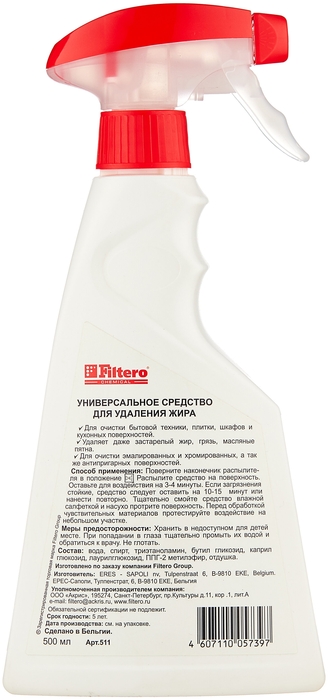 Filtero
CHEMICAL
УНИВЕРСАЛЬНОЕ СРЕДСТВО
ДЛЯ УДАЛЕНИЯ ЖИРА
✓Для очистки бытовой техники, плитки, шкафов и
кухонных поверхностей.
✓Удаляет даже застарелый жир, грязь, масляные
пятна.
✓Для очистки эмалированных и хромированных, а так
же антипригарных поверхностей.
Способ применения: Поверните наконечник распылите-
ля в положение Распылите средство на поверхность.
Оставьте для воздействия на 3-4 минуты. Если загрязнения
стойкие, средство следует оставить на 10-15 минут или
нанести повторно. Тщательно смойте средство влажной
салфеткой и насухо протрите поверхность. Перед обработкой
чувствительных материалов протестируйте воздействие на
небольшом участке.
Меры предосторожности: Хранить в недоступном для детей
месте. При попадании в глаза тщательно промыть их водой и
обратиться к врачу. Не глотать.
Состав: вода, спирт, триэтаноламин, бутил гликозид, каприл
глюкозид, лаурилглюкозид, ППГ-2 метилэфир, отдушка.
Изготовлено по заказу компании Filtero Group.
Изготовитель: ERES - SAPOLI nv, Tulpenstraat 6, B-9810 EKE, Belgium.
ЕРЕС-САПОЛИ, Тулпенстрат, 6, B-9810 EKE, Бельгия.
Уполномоченная производителем компания:
ООО «Акрис», 195274, Санкт-Петербург, пр.Культуры д.11, кор .1, лит.А
e-mail: filtero@ackris.ru, www.filtero.ru
Обязательной сертификации не подлежит.
Срок годности: 5 лет.
Дата производства: см. на упаковке.
Сделано в Бельгии.
500 мл Арт.511
4 607110 057397